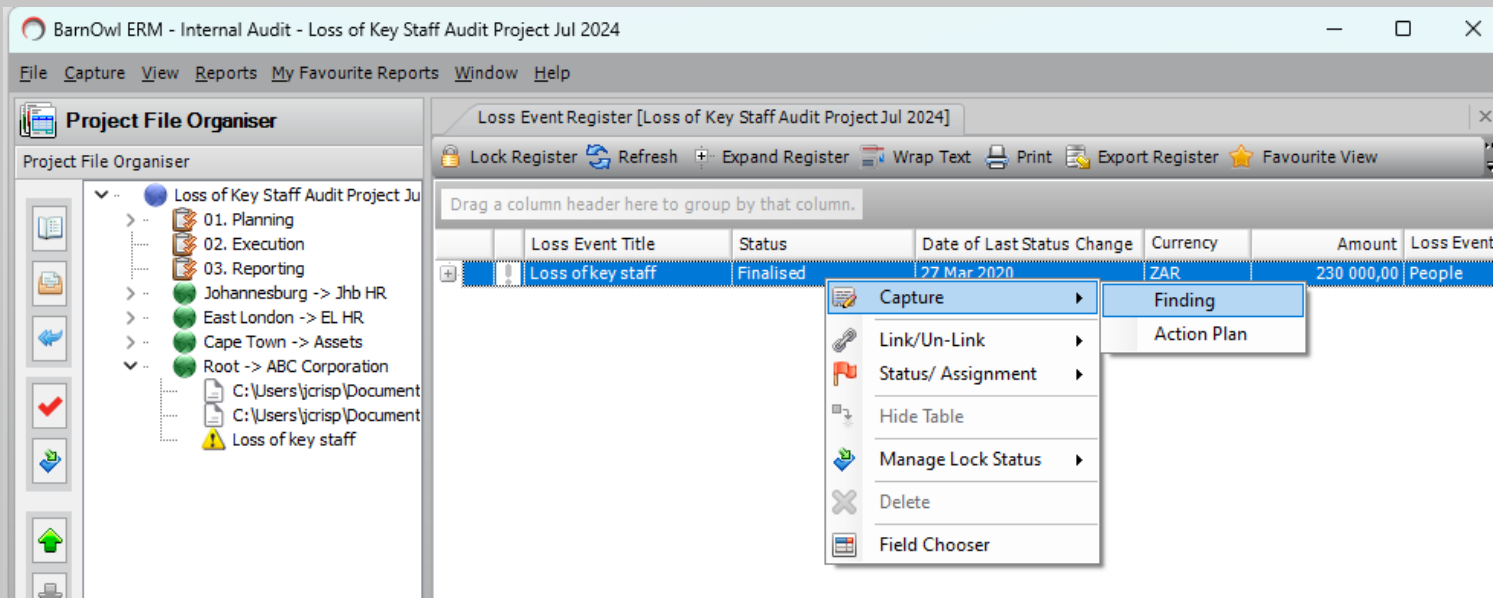 BarnOwl ERM - Internal Audit - Loss of Key Staff Audit Project Jul 2024
File Capture View Reports My Favourite Reports Window Help
Project File Organiser
Project File Organiser
Loss of Key Staff Audit Project Ju
01. Planning
02. Execution
03. Reporting
Johannesburg -> Jhb HR
East London -> EL HR
Cape Town -> Assets
Root -> ABC Corporation
C:\Users\jcrisp\Document
C:\Users\jcrisp\Document
Loss of key staff
Loss Event Register [Loss of Key Staff Audit Project Jul 2024]
Lock Register Refresh Expand Register Wrap Text Print Export Register Favourite View
Drag a column header here to group by that column.
Loss Event Title Status Date of Last Status Change Currency Amount Loss Event
Loss of key staff Finalised 27 Mar 2020 ZAR 230 000,00 People
Capture
Link/Un-Link
Status/ Assignment
Hide Table
Manage Lock Status
Delete
Field Chooser
Finding
Action Plan